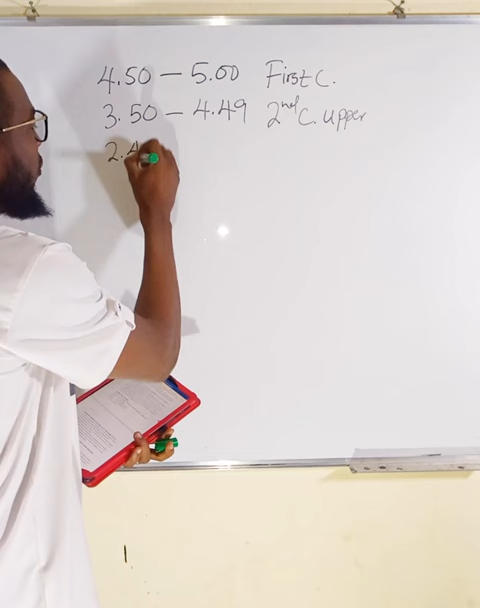 4.50 – 5.00 First C.
3.50 – 4.49 2nd C. upper
2.4